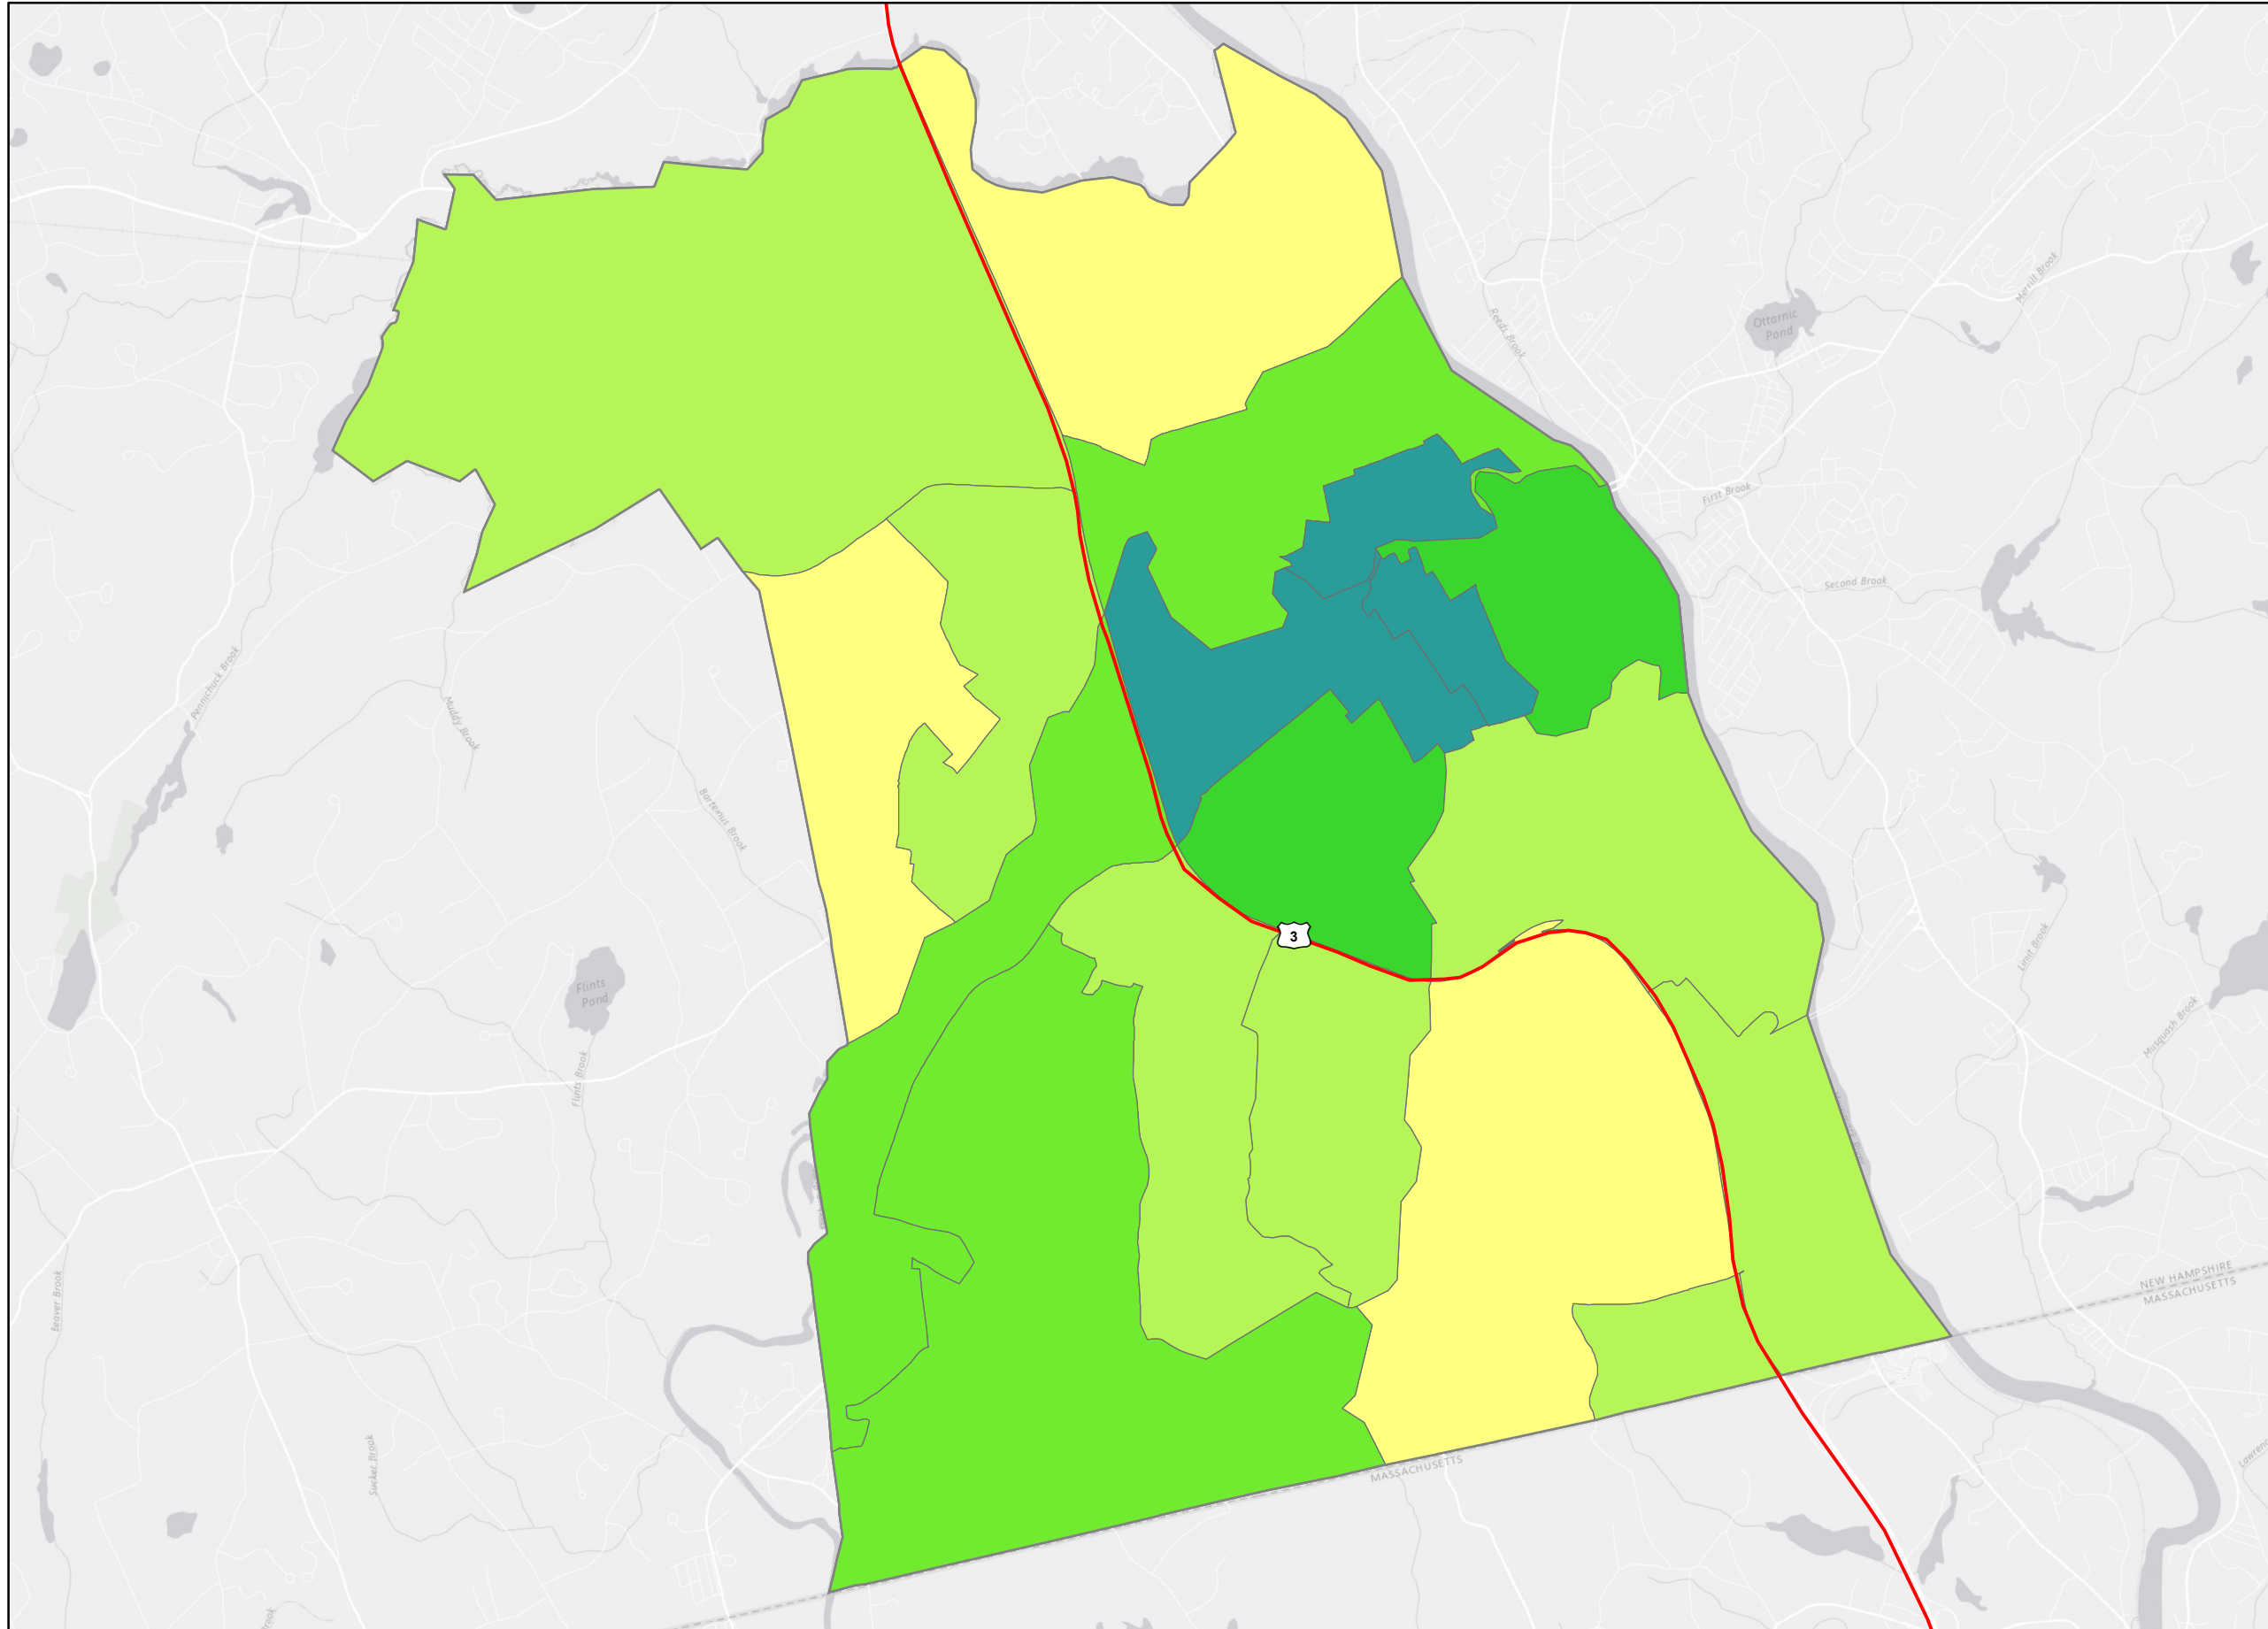 Merrill Brook
Ottarnic
Pond
Reeds Brook
First Brook
Second Brook
Pennichuck Brook
Muddy Brook
Bartemus Brook
Limit Brook
3
Flints
Pond
Musquash Brook
Flints Brook
NEW HAMPSHIRE
MASSACHUSETTS
Beaver Brook
Sucker Brook
MASSACHUSETTS